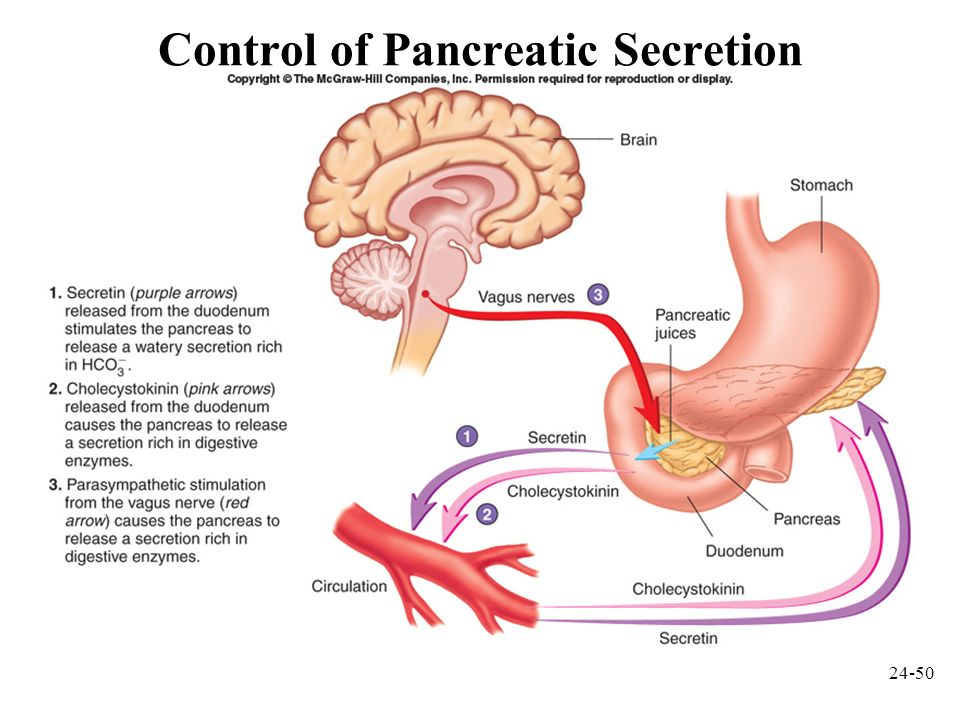 Control of Pancreatic Secretion
Copyright © The McGraw-Hill Companies, Inc. Permission required for reproduction or display.
Brain
Stomach
1. Secretin (purple arrows)
released from the duodenum
stimulates the pancreas to
release a watery secretion rich
in HCO₃⁻.
2. Cholecystokinin (pink arrows)
released from the duodenum
causes the pancreas to release
a secretion rich in digestive
enzymes.
3. Parasympathetic stimulation
from the vagus nerve (red
arrow) causes the pancreas to
release a secretion rich in
digestive enzymes.
Vagus nerves 3
Pancreatic
juices
1 Secretin
Cholecystokinin
2
Pancreas
Duodenum
Circulation
Cholecystokinin
Secretin
24-50